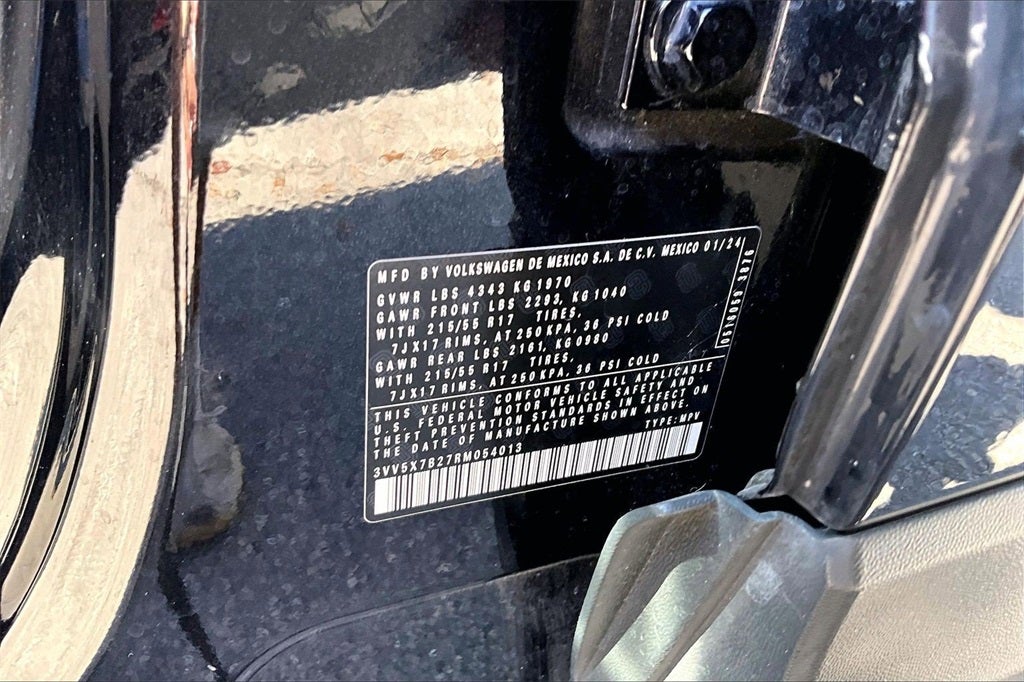 MFD BY VOLKSWAGEN DE MEXICO S.A. DE C.V. MEXICO 01/24
GVWR LBS 4343 KG 1970
GAWR FRONT LBS 2293, KG 1040
WITH 215/55 R17 TIRES,
7JX17 RIMS, AT 250 KPA, 36 PSI COLD
GAWR REAR LBS 2161, KG 0980
WITH 215/55 R17 TIRES,
7JX17 RIMS, AT 250 KPA, 36 PSI COLD
THIS VEHICLE CONFORMS TO ALL APPLICABLE
U.S. FEDERAL MOTOR VEHICLE SAFETY AND
THEFT PREVENTION STANDARDS IN EFFECT ON
THE DATE OF MANUFACTURE SHOWN ABOVE.
TYPE: MPV
3VV5X7B27RM054013
0516059 3876